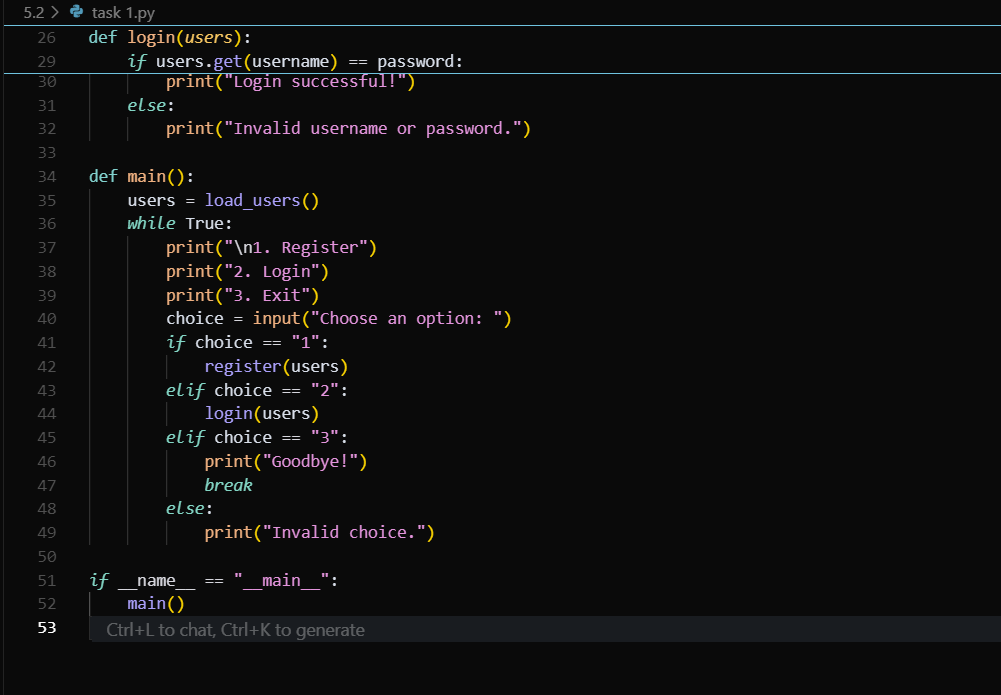 5.2 > task 1.py
26 def login(users):
29     if users.get(username) == password:
30         print("Login successful!")
31     else:
32         print("Invalid username or password.")
33
34 def main():
35     users = load_users()
36     while True:
37         print("\n1. Register")
38         print("2. Login")
39         print("3. Exit")
40         choice = input("Choose an option: ")
41         if choice == "1":
42             register(users)
43         elif choice == "2":
44             login(users)
45         elif choice == "3":
46             print("Goodbye!")
47             break
48         else:
49             print("Invalid choice.")
50
51 if __name__ == "__main__":
52     main()
53 Ctrl+L to chat, Ctrl+K to generate